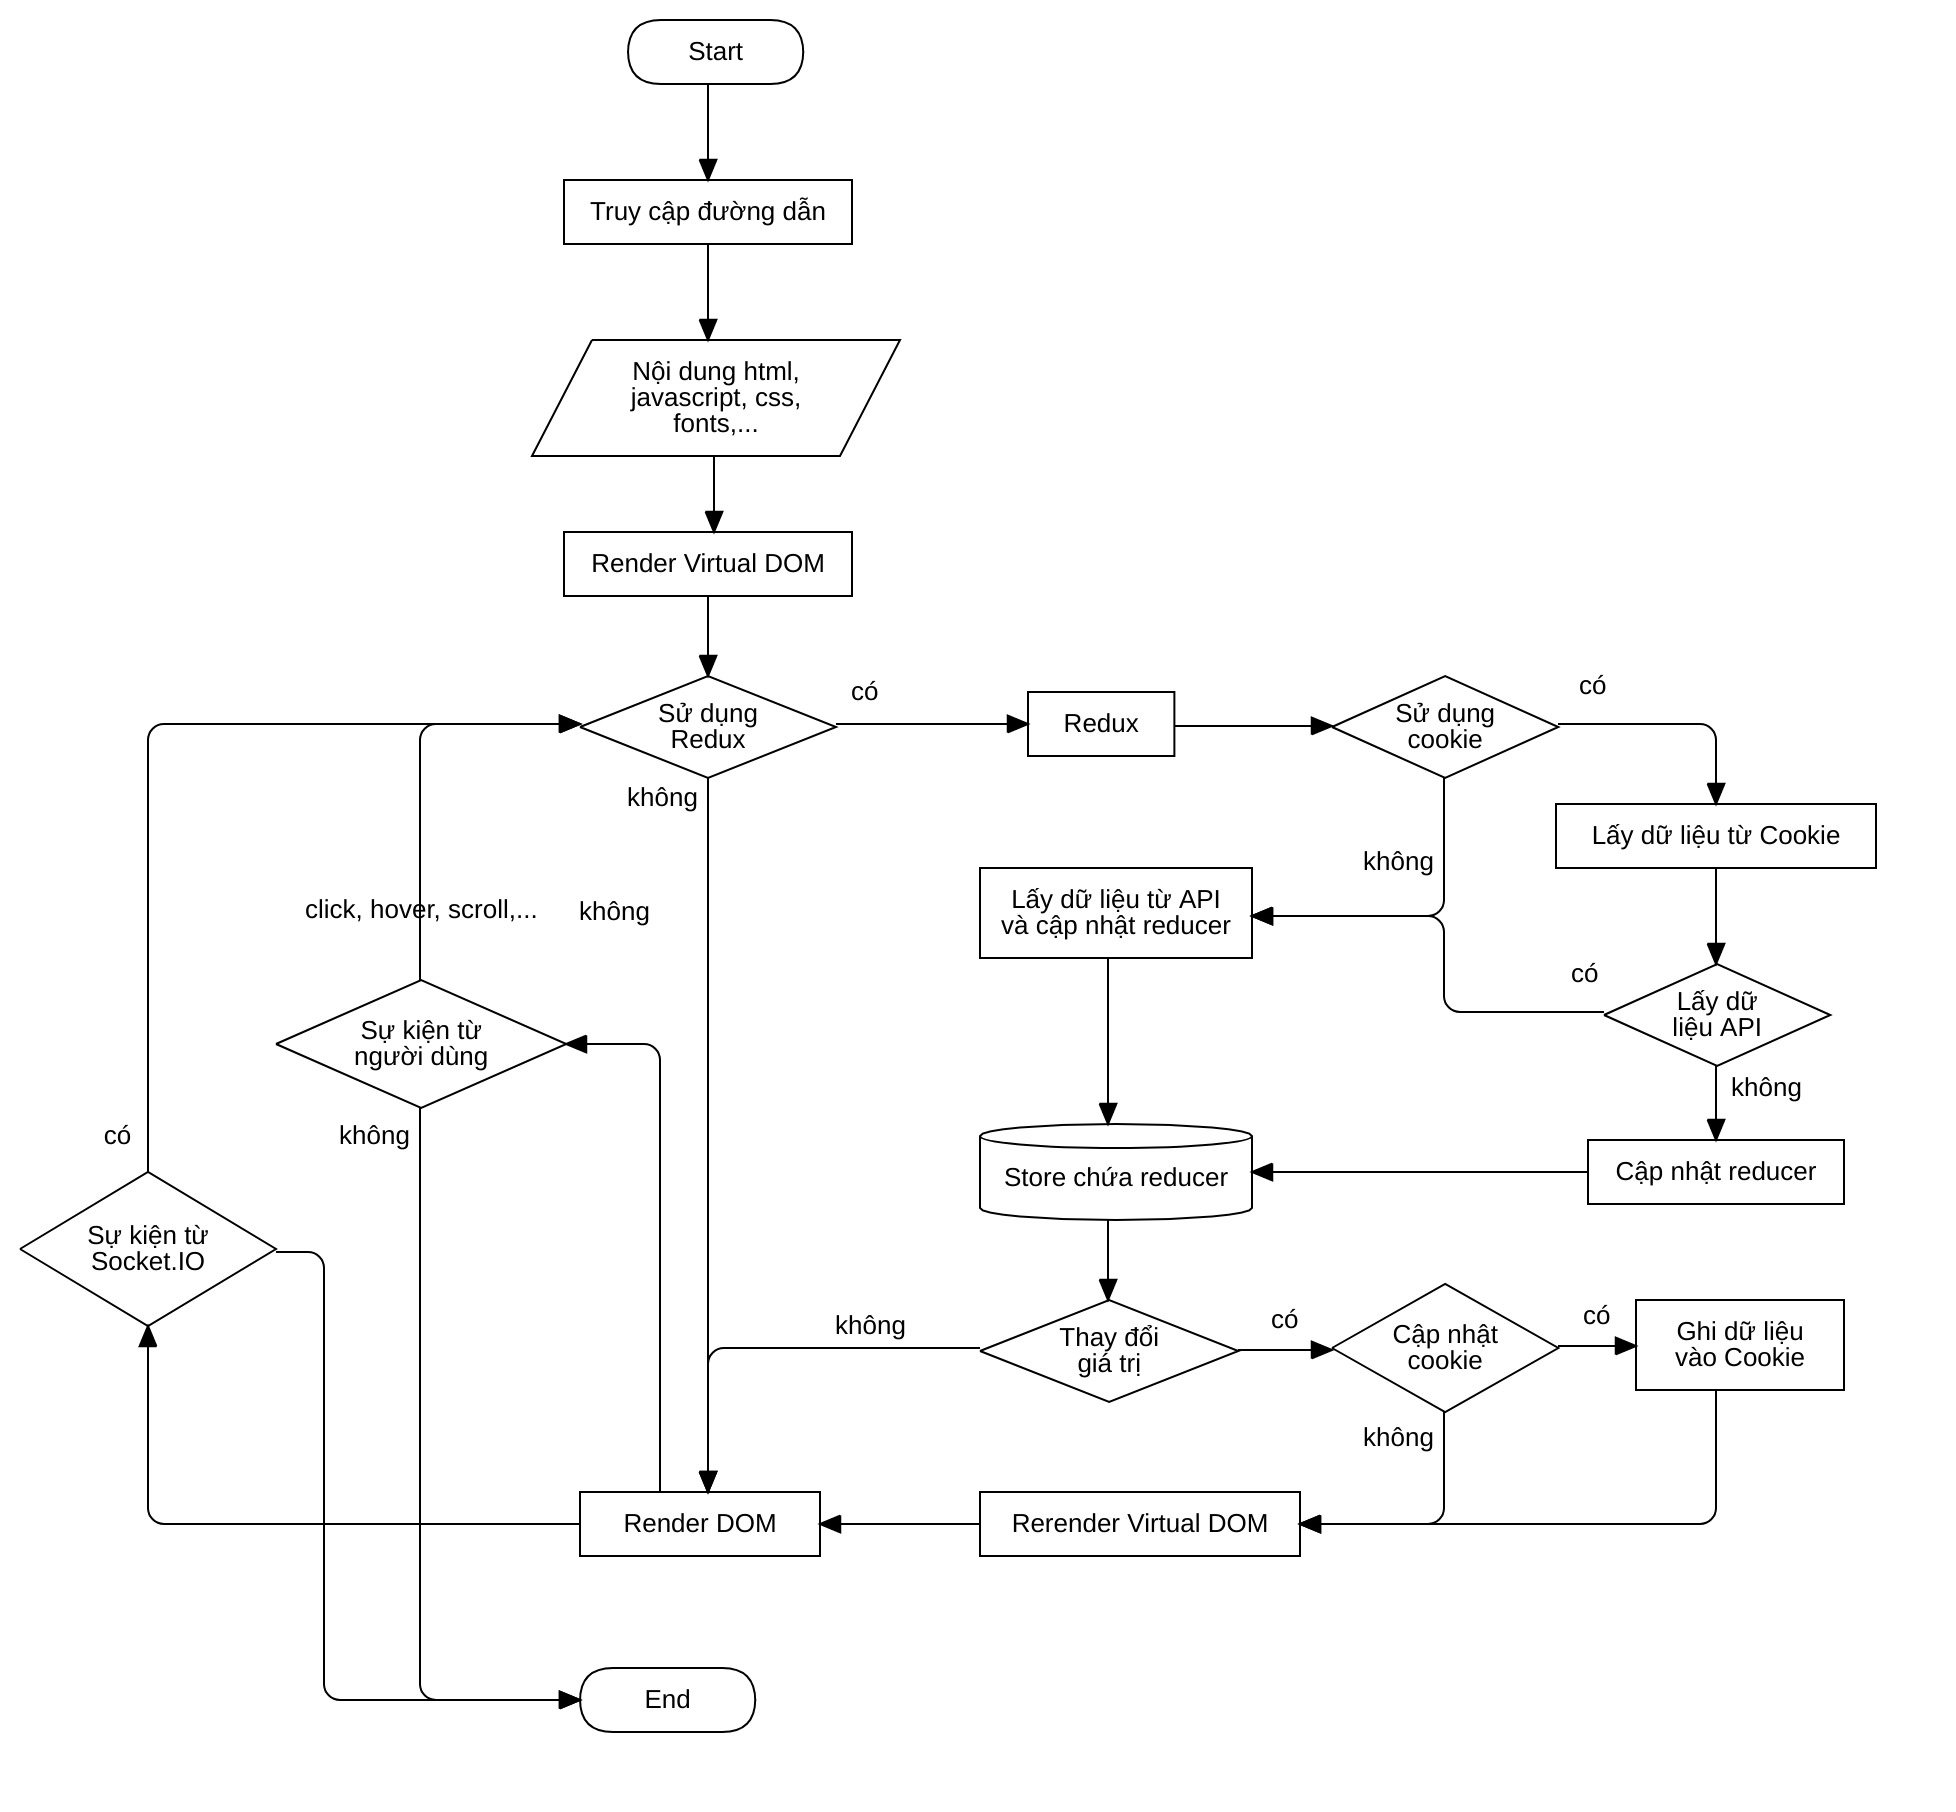 Start
Truy cập đường dẫn
Nội dung html,
javascript, css,
fonts,...
Render Virtual DOM
Sử dụng
Redux
có
Redux
Sử dụng
cookie
có
không
Lấy dữ liệu từ Cookie
không
Lấy dữ liệu từ API
và cập nhật reducer
click, hover, scroll,...
không
có
Lấy dữ
liệu API
không
Sự kiện từ
người dùng
không
có
Store chứa reducer
Cập nhật reducer
Sự kiện từ
Socket.IO
không
Thay đổi
giá trị
có
Cập nhật
cookie
có
Ghi dữ liệu
vào Cookie
không
Render DOM
Rerender Virtual DOM
End